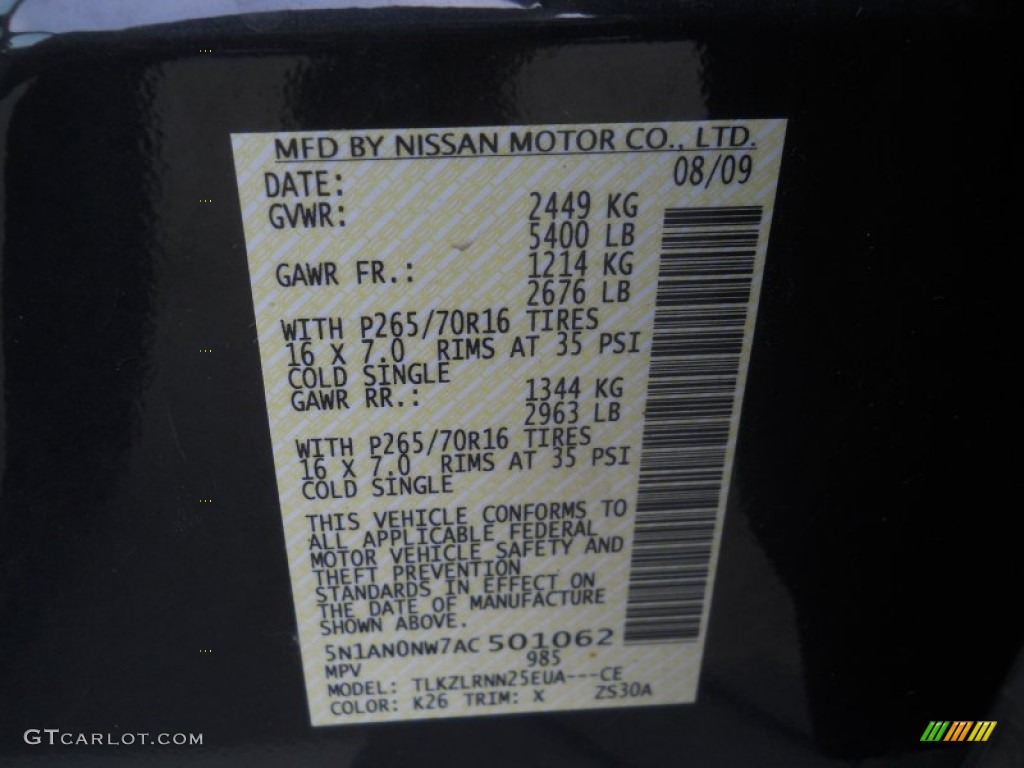 MFD BY NISSAN MOTOR CO., LTD.
DATE: 08/09
GVWR: 2449 KG
5400 LB
GAWR FR.: 1214 KG
2676 LB
WITH P265/70R16 TIRES
16 X 7.0 RIMS AT 35 PSI
COLD SINGLE
GAWR RR.: 1344 KG
2963 LB
WITH P265/70R16 TIRES
16 X 7.0 RIMS AT 35 PSI
COLD SINGLE
THIS VEHICLE CONFORMS TO
ALL APPLICABLE FEDERAL
MOTOR VEHICLE SAFETY AND
THEFT PREVENTION
STANDARDS IN EFFECT ON
THE DATE OF MANUFACTURE
SHOWN ABOVE.
5N1AN0NW7AC 501062
MPV 985
MODEL: TLKZLRNN25EUA---CE
COLOR: K26 TRIM: X ZS30A
GTCARLOT.COM